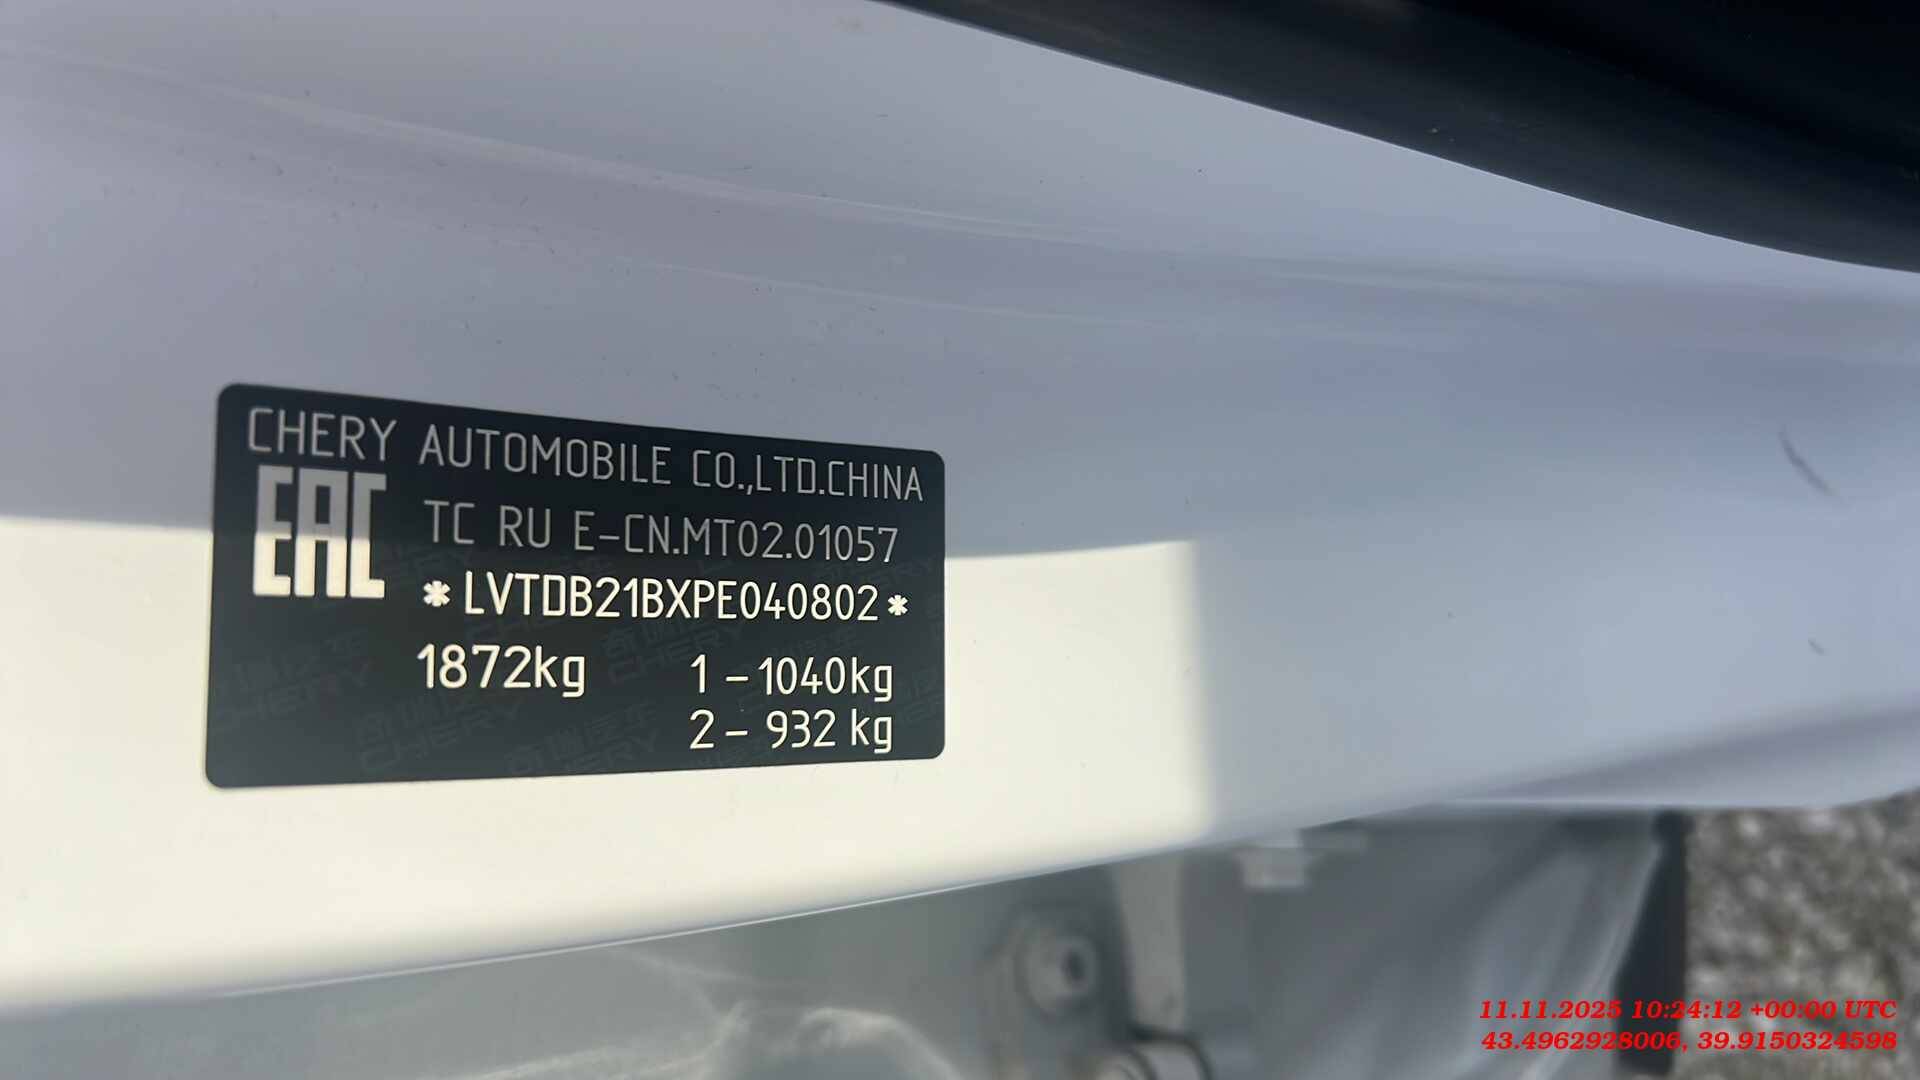 CHERY AUTOMOBILE CO.,LTD.CHINA
EAC TC RU E-CN.MT02.01057
*LVTDB21BXPE040802*
1872kg 1 - 1040kg
2 - 932 kg
11.11.2025 10:24:12 +00:00 UTC
43.4962928006, 39.9150324598